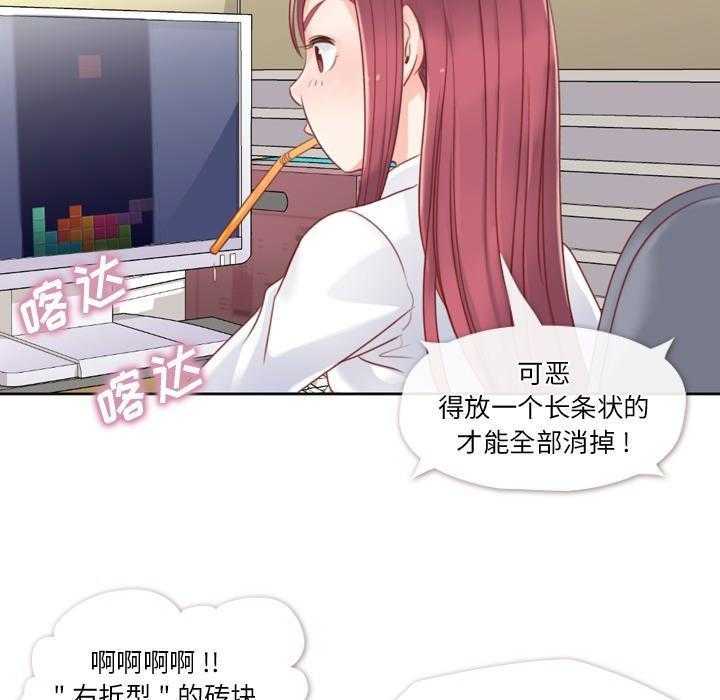 喀达
喀达
可恶
得放一个长条状的
才能全部消掉!
啊啊啊啊!!
"右折型"的砖块